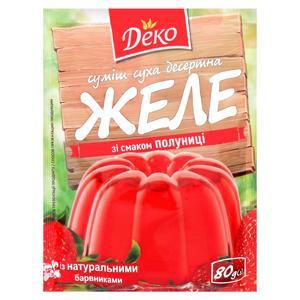 Деко
суміш суха десертна
ЖЕЛЕ
зі смаком полуниці
з натуральними
барвниками
80г